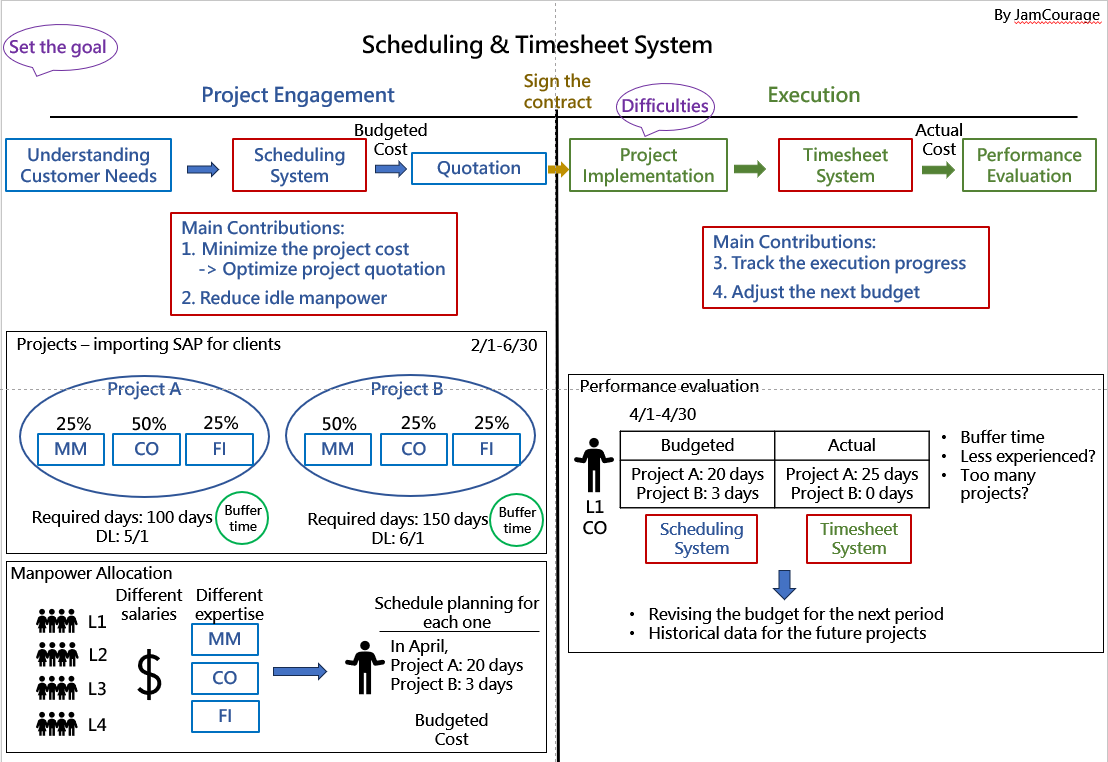 By JamCourage
Set the goal
Scheduling & Timesheet System
Project Engagement
Sign the
contract
Difficulties
Execution
Understanding
Customer Needs
Scheduling
System
Budgeted
Cost
Quotation
Project
Implementation
Timesheet
System
Actual
Cost
Performance
Evaluation
Main Contributions:
1. Minimize the project cost
-> Optimize project quotation
2. Reduce idle manpower
Main Contributions:
3. Track the execution progress
4. Adjust the next budget
Projects – importing SAP for clients
2/1-6/30
Project A
25% 50% 25%
MM CO FI
Required days: 100 days
DL: 5/1
Buffer
time
Project B
50% 25% 25%
MM CO FI
Required days: 150 days
DL: 6/1
Buffer
time
Manpower Allocation
L1
L2
L3
L4
Different
salaries
$
Different
expertise
MM
CO
FI
Schedule planning for
each one
In April,
Project A: 20 days
Project B: 3 days
Budgeted
Cost
Performance evaluation
4/1-4/30
L1
CO
Budgeted Actual
Project A: 20 days Project A: 25 days
Project B: 3 days Project B: 0 days
Scheduling
System
Timesheet
System
• Buffer time
• Less experienced?
• Too many
projects?
• Revising the budget for the next period
• Historical data for the future projects